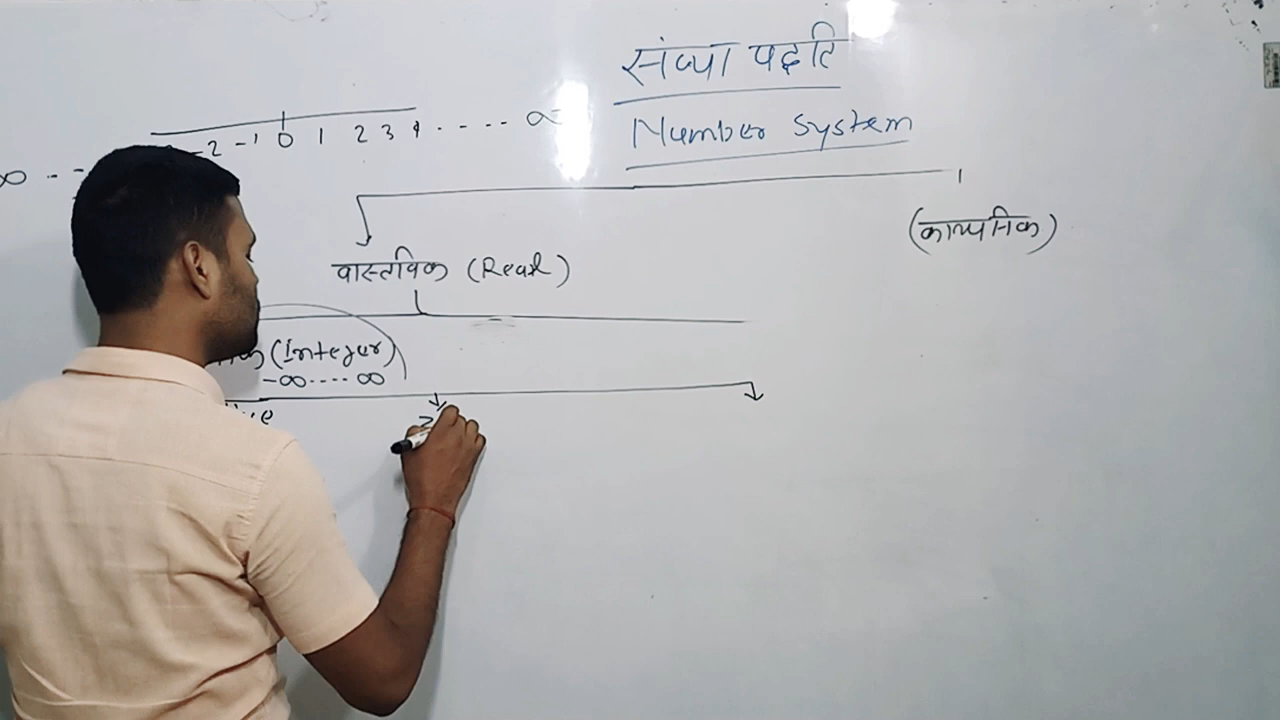 संख्या पद्धति
Number System
-2 -1 0 1 2 3 4 ..... ∞
∞ --
(काल्पनिक)
वास्तविक (Real)
(Integer)
-∞.....∞